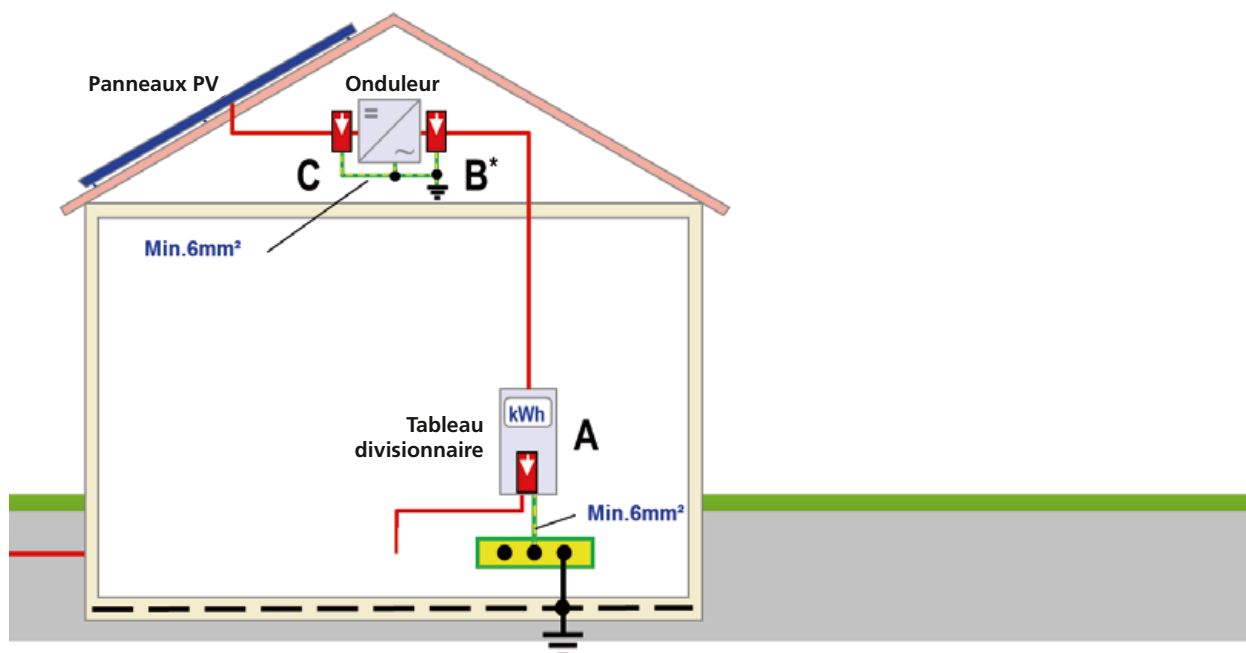 Panneaux PV
Onduleur
C
B*
Min.6mm²
kWh
Tableau
divisionnaire
A
Min.6mm²